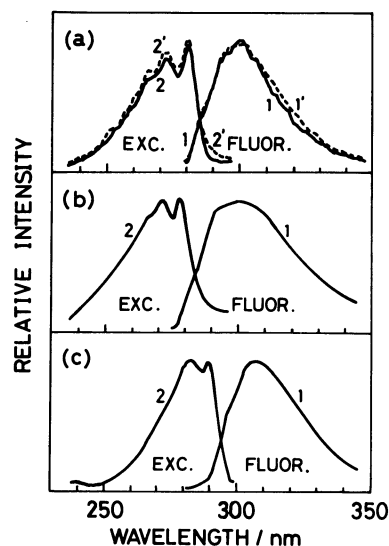 (a)
2'
2
1
1'
EXC.
1
2'
FLUOR.
(b)
2
1
EXC.
FLUOR.
(c)
2
1
EXC.
FLUOR.
RELATIVE INTENSITY
250
300
350
WAVELENGTH / nm